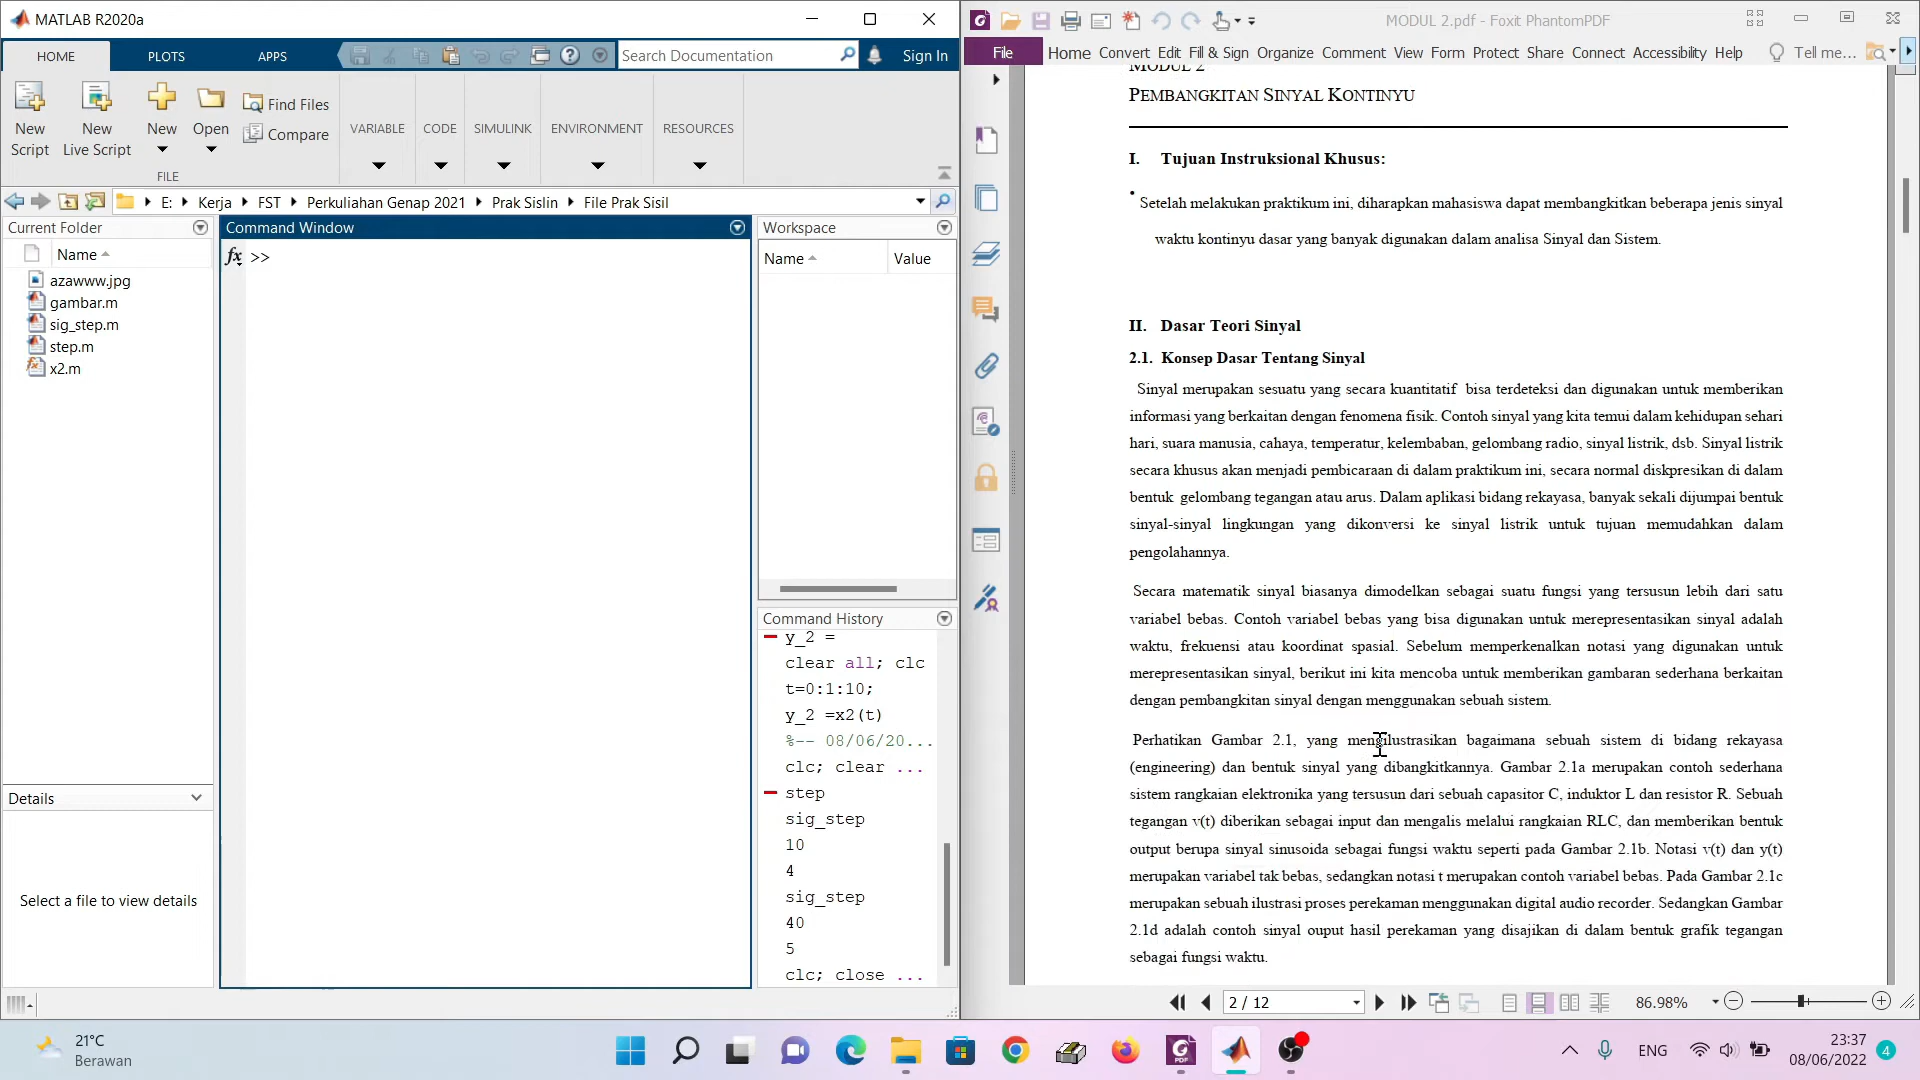 MATLAB R2020a
HOME
PLOTS
APPS
Search Documentation
Sign In
New Script
New Live Script
New
Open
Find Files
Compare
VARIABLE
CODE
SIMULINK
ENVIRONMENT
RESOURCES
FILE
E:
Kerja
FST
Perkuliahan Genap 2021
Prak Sislin
File Prak Sisil
Current Folder
Name
azawww.jpg
gambar.m
sig_step.m
step.m
x2.m
Details
Select a file to view details
Command Window
fx >>
Workspace
Name
Value
Command History
y_2 =
clear all; clc
t=0:1:10;
y_2 =x2(t)
%-- 08/06/20...
clc; clear ...
step
sig_step
10
4
sig_step
40
5
clc; close ...
MODUL 2.pdf - Foxit PhantomPDF
File
Home
Convert
Edit
Fill & Sign
Organize
Comment
View
Form
Protect
Share
Connect
Accessibility
Help
Tell me...
MODUL 2
PEMBANGKITAN SINYAL KONTINYU
I. Tujuan Instruksional Khusus:
• Setelah melakukan praktikum ini, diharapkan mahasiswa dapat membangkitkan beberapa jenis sinyal
waktu kontinyu dasar yang banyak digunakan dalam analisa Sinyal dan Sistem.
II. Dasar Teori Sinyal
2.1. Konsep Dasar Tentang Sinyal
Sinyal merupakan sesuatu yang secara kuantitatif bisa terdeteksi dan digunakan untuk memberikan
informasi yang berkaitan dengan fenomena fisik. Contoh sinyal yang kita temui dalam kehidupan sehari
hari, suara manusia, cahaya, temperatur, kelembaban, gelombang radio, sinyal listrik, dsb. Sinyal listrik
secara khusus akan menjadi pembicaraan di dalam praktikum ini, secara normal diskpresikan di dalam
bentuk gelombang tegangan atau arus. Dalam aplikasi bidang rekayasa, banyak sekali dijumpai bentuk
sinyal-sinyal lingkungan yang dikonversi ke sinyal listrik untuk tujuan memudahkan dalam
pengolahannya.
Secara matematik sinyal biasanya dimodelkan sebagai suatu fungsi yang tersusun lebih dari satu
variabel bebas. Contoh variabel bebas yang bisa digunakan untuk merepresentasikan sinyal adalah
waktu, frekuensi atau koordinat spasial. Sebelum memperkenalkan notasi yang digunakan untuk
merepresentasikan sinyal, berikut ini kita mencoba untuk memberikan gambaran sederhana berkaitan
dengan pembangkitan sinyal dengan menggunakan sebuah sistem.
Perhatikan Gambar 2.1, yang mengilustrasikan bagaimana sebuah sistem di bidang rekayasa
(engineering) dan bentuk sinyal yang dibangkitkannya. Gambar 2.1a merupakan contoh sederhana
sistem rangkaian elektronika yang tersusun dari sebuah capasitor C, induktor L dan resistor R. Sebuah
tegangan v(t) diberikan sebagai input dan mengalis melalui rangkaian RLC, dan memberikan bentuk
output berupa sinyal sinusoida sebagai fungsi waktu seperti pada Gambar 2.1b. Notasi v(t) dan y(t)
merupakan variabel tak bebas, sedangkan notasi t merupakan contoh variabel bebas. Pada Gambar 2.1c
merupakan sebuah ilustrasi proses perekaman menggunakan digital audio recorder. Sedangkan Gambar
2.1d adalah contoh sinyal ouput hasil perekaman yang disajikan di dalam bentuk grafik tegangan
sebagai fungsi waktu.
2 / 12
86.98%
21°C
Berawan
ENG
23:37
08/06/2022
4